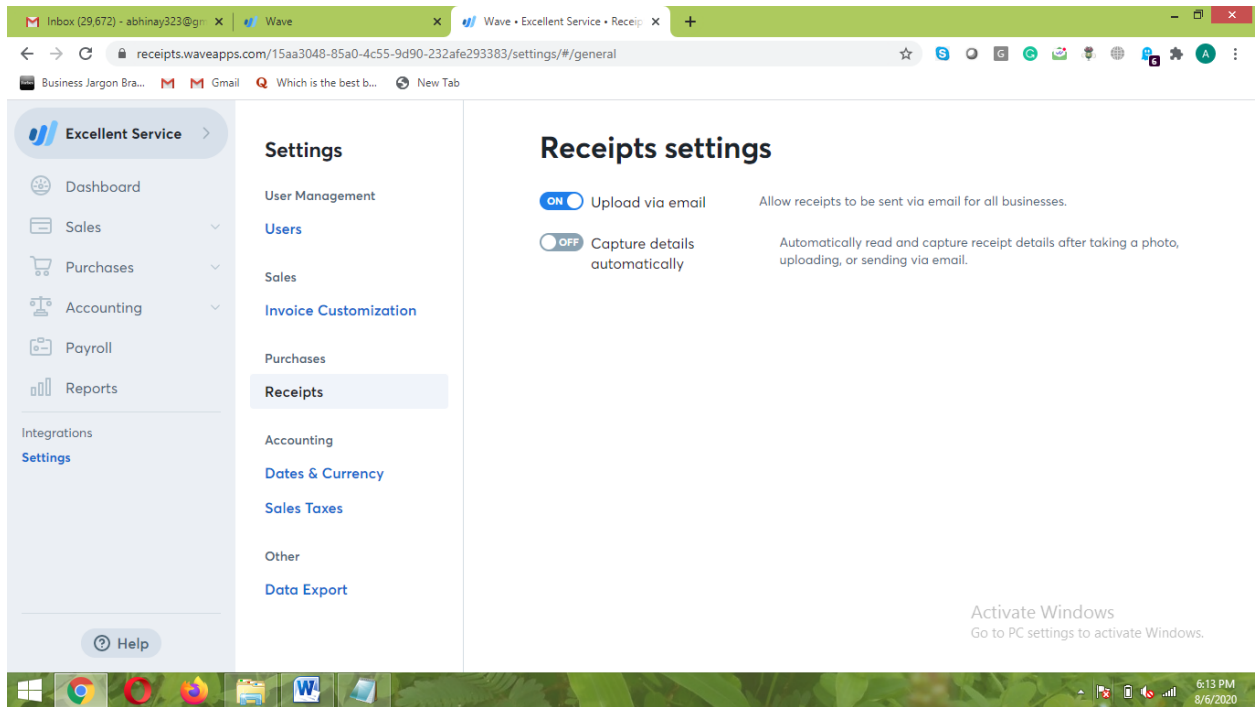 Inbox (29,672) - abhinay323@gm
Wave
Wave • Excellent Service • Receip
receipts.waveapps.com/15aa3048-85a0-4c55-9d90-232afe293383/settings/#/general
S
G
G
6
A
Business Jargon Bra...
Gmail
Which is the best b...
New Tab
Excellent Service
Dashboard
Sales
Purchases
Accounting
Payroll
Reports
Integrations
Settings
Help
Settings
User Management
Users
Sales
Invoice Customization
Purchases
Receipts
Accounting
Dates & Currency
Sales Taxes
Other
Data Export
Receipts settings
ON
Upload via email
Allow receipts to be sent via email for all businesses.
OFF
Capture details
automatically
Automatically read and capture receipt details after taking a photo,
uploading, or sending via email.
Activate Windows
Go to PC settings to activate Windows.
6:13 PM
8/6/2020